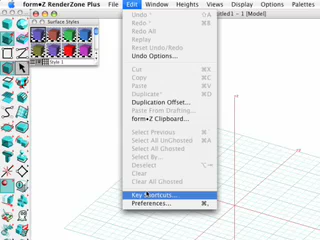 form•Z RenderZone Plus File Edit Window Heights Views Options Palettes
Untitled1 - 1 [Model]
Surface Styles
Style 1
Undo
Redo
Redo All
Replay
Reset Undo/Redo
Undo Options...
Cut ⌘X
Copy ⌘C
Paste ⌘V
Duplicate
Duplication Offset...
Paste From Drafting...
form•Z Clipboard...
Select Previous ⌘
Select All UnGhosted ⌘A
Select All Ghosted
Select By...
Deselect
Clear
Clear All Ghosted
Key Shortcuts...
Preferences... ⌘,